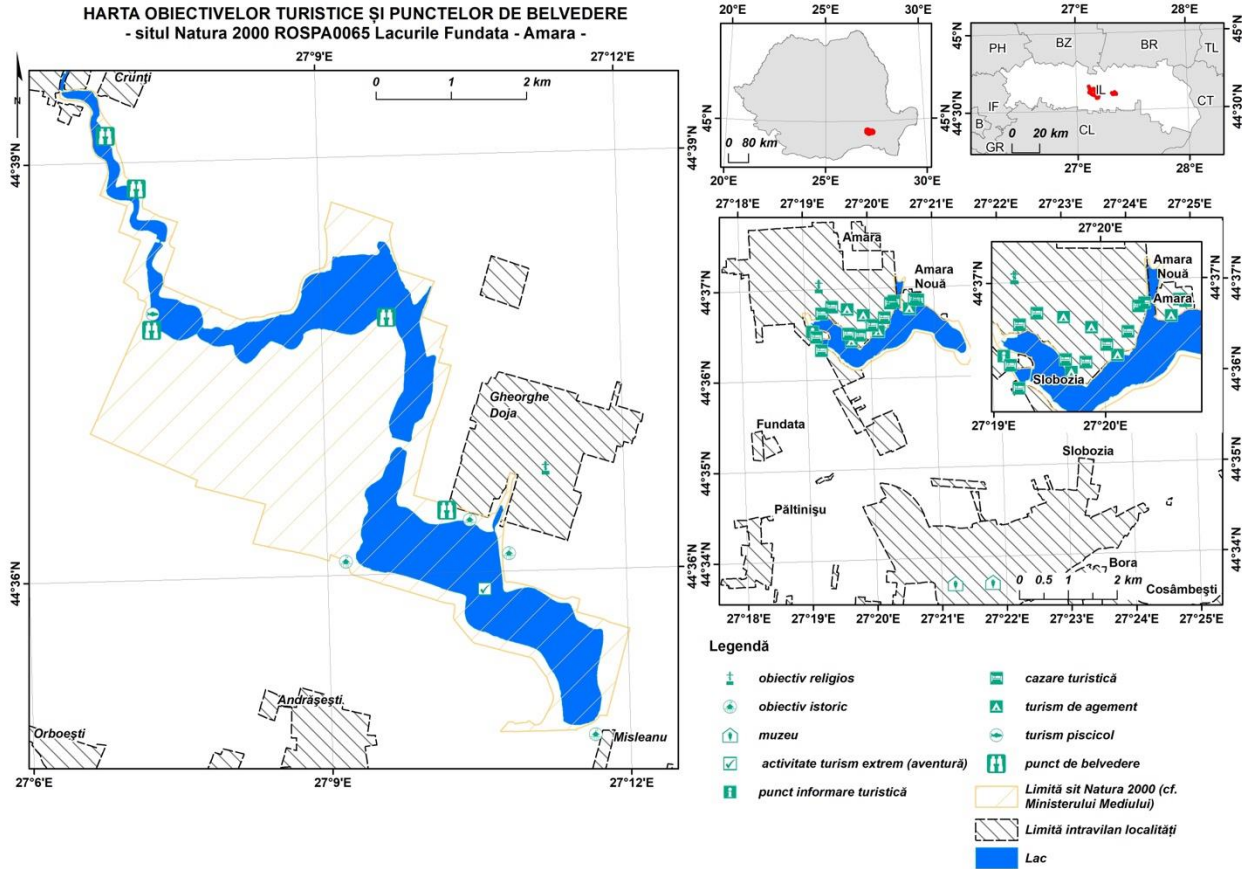 HARTA OBIECTIVELOR TURISTICE ȘI PUNCTELOR DE BELVEDERE
- situl Natura 2000 ROSPA0065 Lacurile Fundata - Amara -
27°9'E
27°12'E
0 1 2 km
N
Crunți
44°39'N
44°39'N
Gheorghe
Doja
44°36'N
44°36'N
Andrășești
Orboești
Misleanu
27°6'E
27°9'E
27°12'E
20°E
25°E
30°E
45°N
45°N
0 80 km
20°E
25°E
30°E
27°E
28°E
45°N
45°N
PH
BZ
BR
TL
IL
IF
CT
B
CL
GR
44°30'N
44°30'N
0 20 km
27°E
28°E
27°18'E
27°19'E
27°20'E
27°21'E
27°22'E
27°23'E
27°24'E
27°25'E
27°20'E
Amara
Amara
Nouă
Amara
Nouă
Amara
44°37'N
44°37'N
44°37'N
44°37'N
44°36'N
44°36'N
44°36'N
44°36'N
Slobozia
27°19'E
27°20'E
Fundata
Slobozia
44°35'N
44°35'N
Păltinișu
44°34'N
44°34'N
Bora
0 0.5 1 2 km
Cosâmbești
27°18'E
27°19'E
27°20'E
27°21'E
27°22'E
27°23'E
27°24'E
27°25'E
Legendă
obiectiv religios
obiectiv istoric
muzeu
activitate turism extrem (aventură)
punct informare turistică
cazare turistică
turism de agement
turism piscicol
punct de belvedere
Limită sit Natura 2000 (cf.
Ministerului Mediului)
Limită intravilan localități
Lac